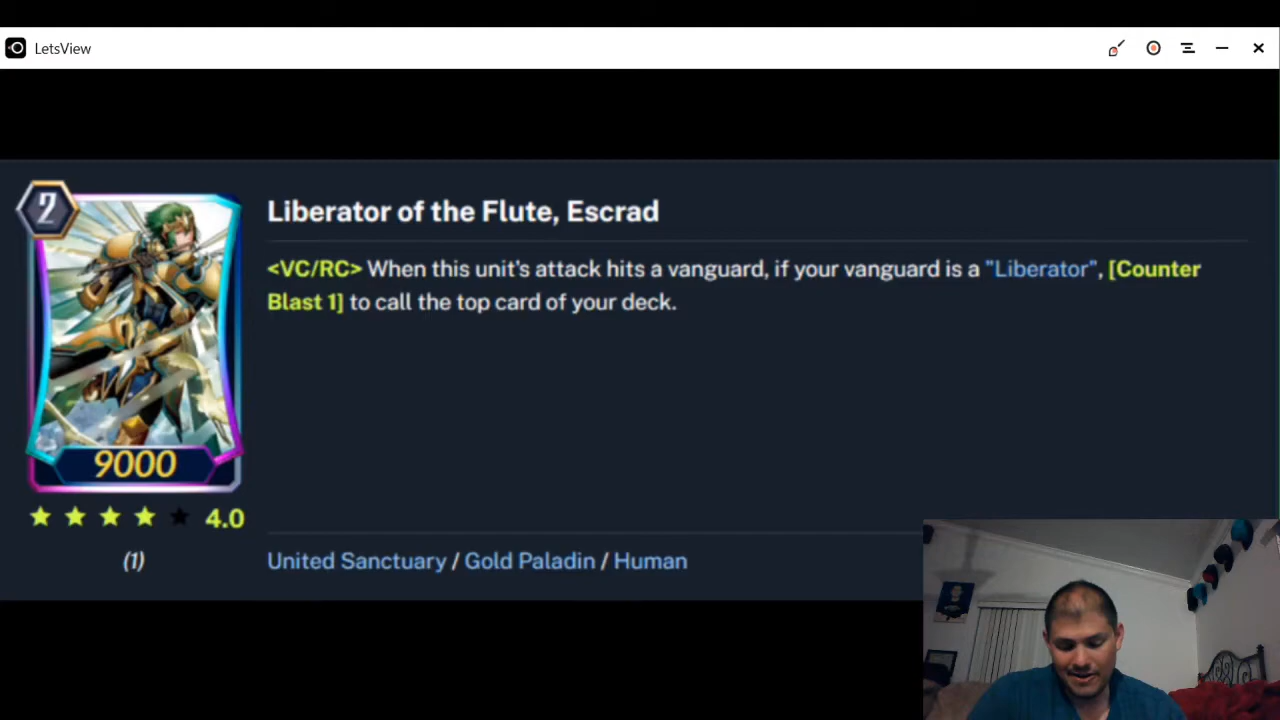 LetsView
2
Liberator of the Flute, Escrad
<VC/RC> When this unit's attack hits a vanguard, if your vanguard is a "Liberator", [Counter
Blast 1] to call the top card of your deck.
9000
4.0
(1)
United Sanctuary / Gold Paladin / Human